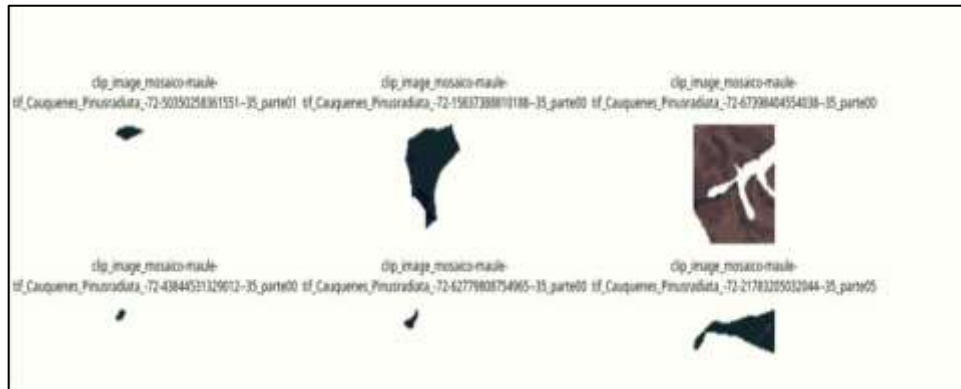 clip_image_mosaico-maule-
tif_Cauquenes_Pinusradiata_-72-50350258361551--35_parte01
clip_image_mosaico-maule-
tif_Cauquenes_Pinusradiata_-72-15837388810188--35_parte00
clip_image_mosaico-maule-
tif_Cauquenes_Pinusradiata_-72-67398404554038--35_parte00
clip_image_mosaico-maule-
tif_Cauquenes_Pinusradiata_-72-43844531329012--35_parte00
clip_image_mosaico-maule-
tif_Cauquenes_Pinusradiata_-72-62779808754965--35_parte00
clip_image_mosaico-maule-
tif_Cauquenes_Pinusradiata_-72-21783205032044--35_parte05